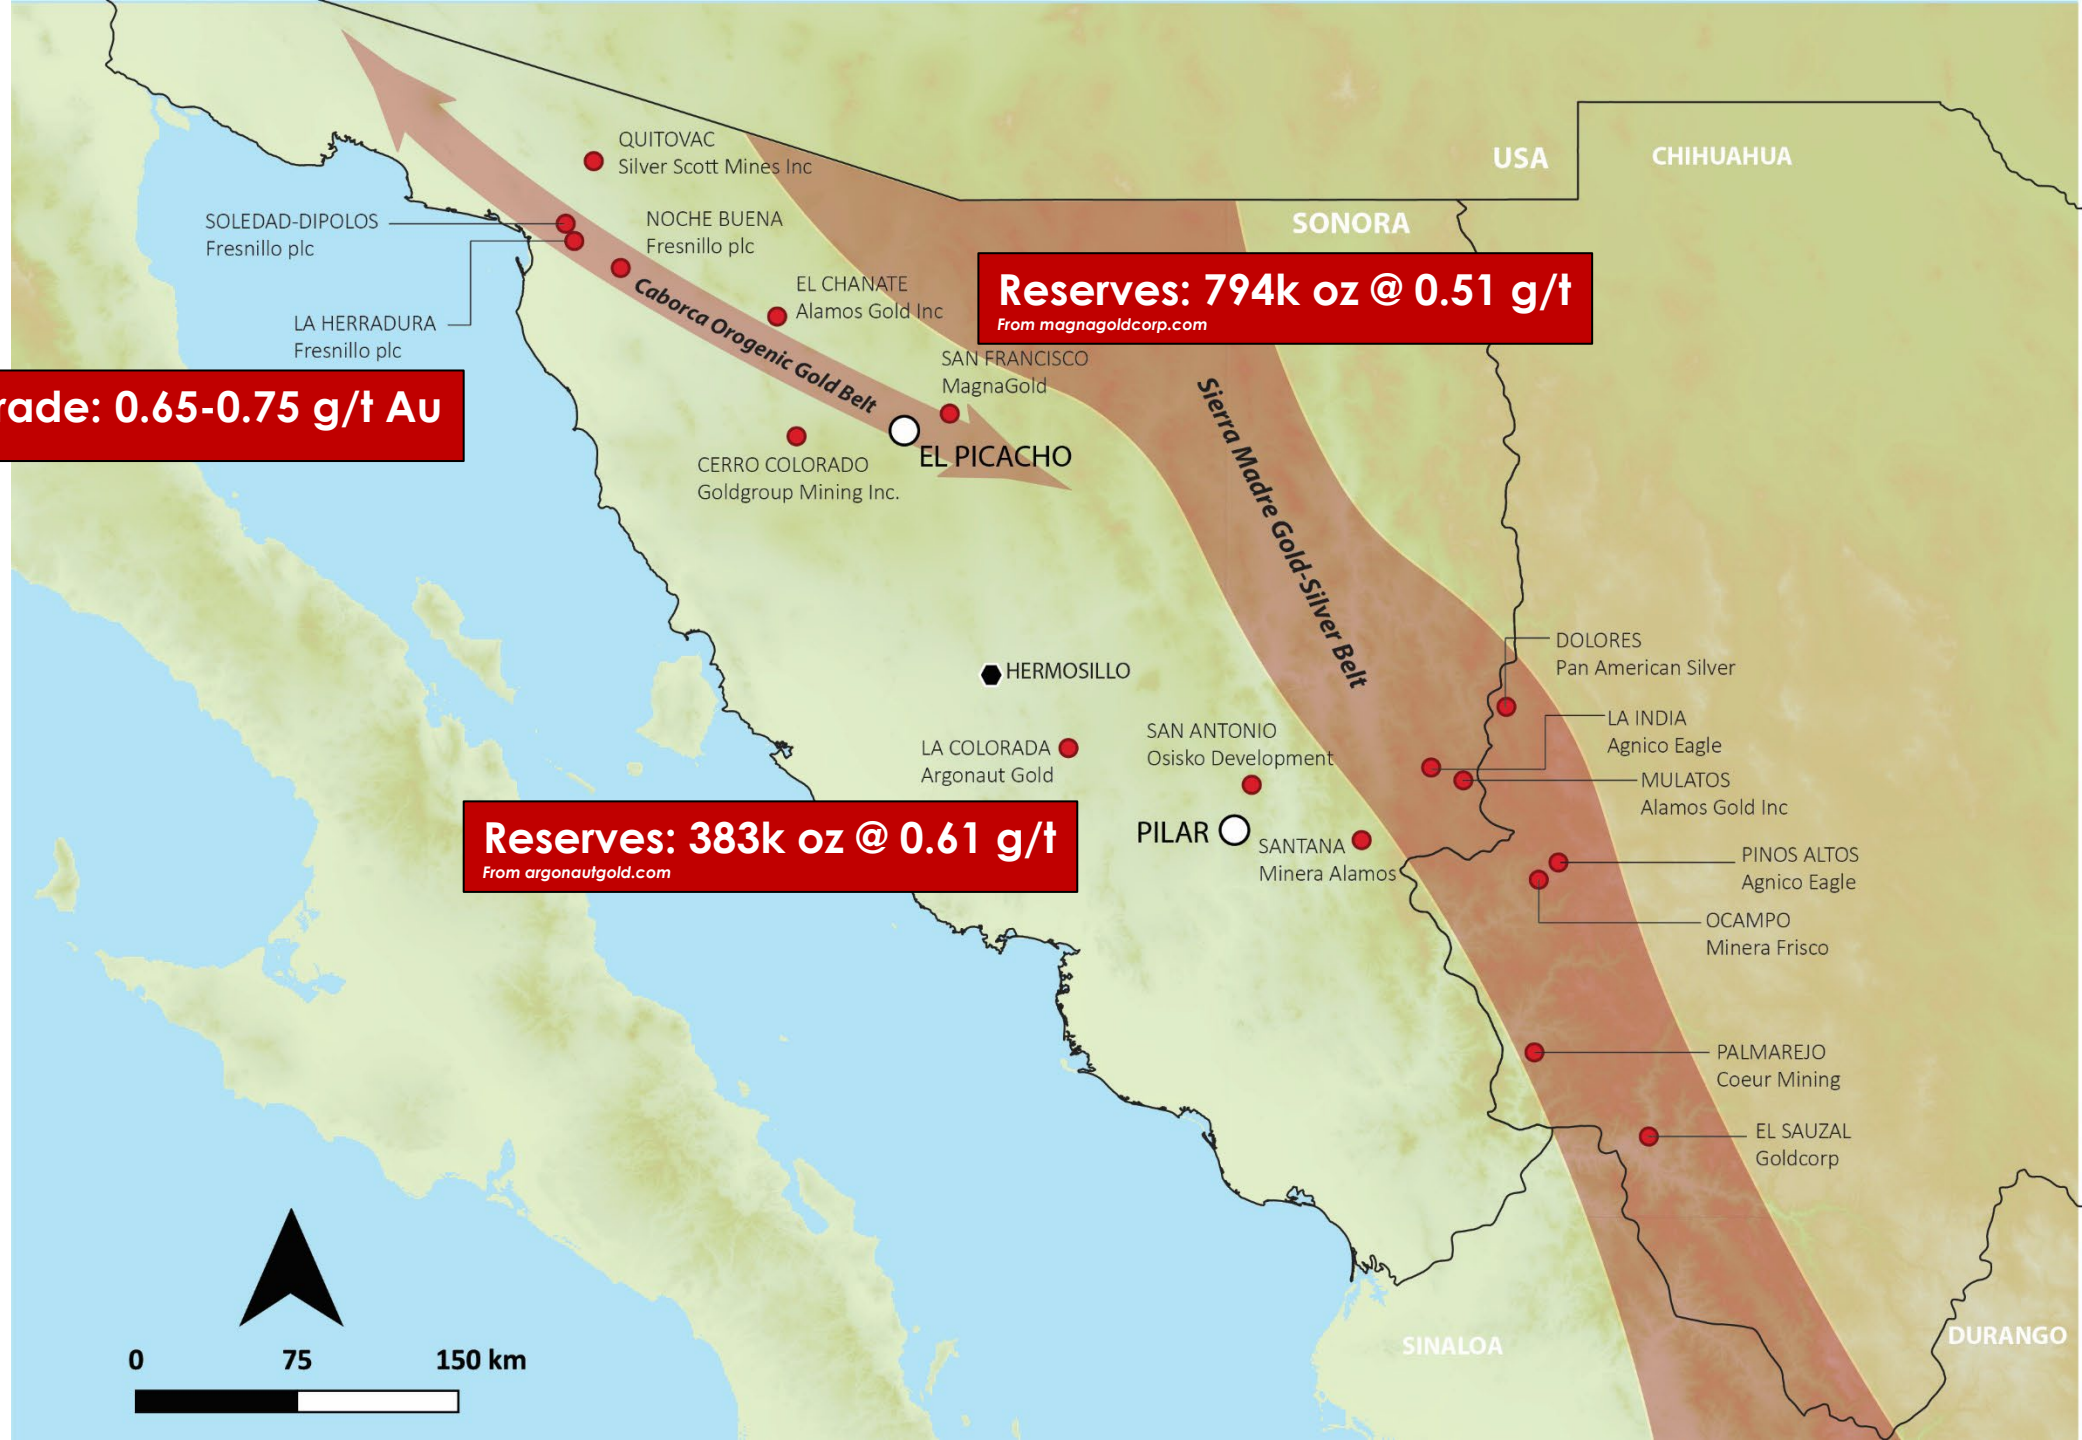 QUITOVAC
Silver Scott Mines Inc
USA
CHIHUAHUA
SOLEDAD-DIPOLOS
Fresnillo plc
NOCHE BUENA
Fresnillo plc
SONORA
EL CHANATE
Alamos Gold Inc
Reserves: 794k oz @ 0.51 g/t
From magnagoldcorp.com
LA HERRADURA
Fresnillo plc
Caborca Orogenic Gold Belt
SAN FRANCISCO
MagnaGold
rade: 0.65-0.75 g/t Au
EL PICACHO
CERRO COLORADO
Goldgroup Mining Inc.
Sierra Madre Gold-Silver Belt
DOLORES
Pan American Silver
HERMOSILLO
LA INDIA
Agnico Eagle
SAN ANTONIO
Osisko Development
LA COLORADA
Argonaut Gold
MULATOS
Alamos Gold Inc
Reserves: 383k oz @ 0.61 g/t
From argonautgold.com
PILAR
SANTANA
Minera Alamos
PINOS ALTOS
Agnico Eagle
OCAMPO
Minera Frisco
PALMAREJO
Coeur Mining
EL SAUZAL
Goldcorp
SINALOA
DURANGO
0 75 150 km